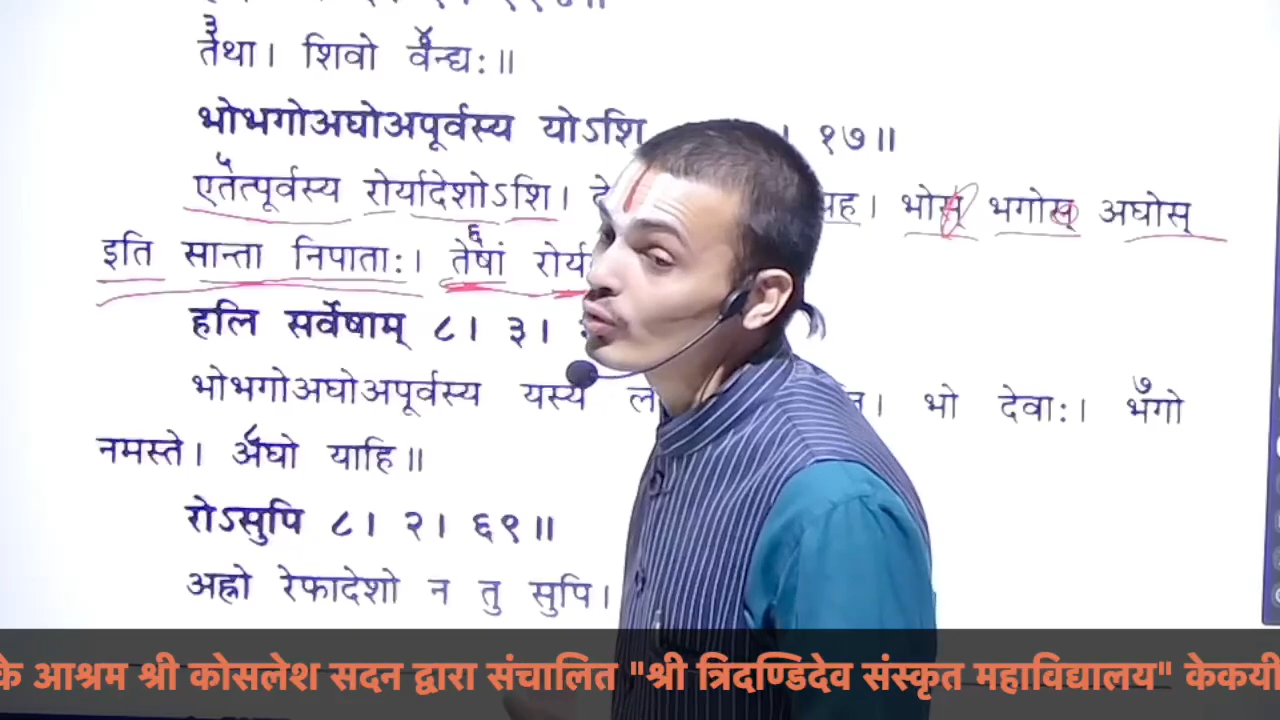 तथा। शिवो वन्द्यः॥
भोभगोअघोअपूर्वस्य योऽशि । १७॥
एतत्पूर्वस्य रोर्यादेशोऽशि। भोस् भगोस् अघोस्
इति सान्ता निपाताः। तेषां
हलि सर्वेषाम् ८। ३।
भोभगोअघोअपूर्वस्य यस्य । भो देवाः। भगो
नमस्ते। अघो याहि॥
रोऽसुपि ८। २। ६९॥
अह्नो रेफादेशो न तु सुपि।
के आश्रम श्री कोसलेश सदन द्वारा संचालित "श्री त्रिदण्डिदेव संस्कृत महाविद्यालय" केकयी